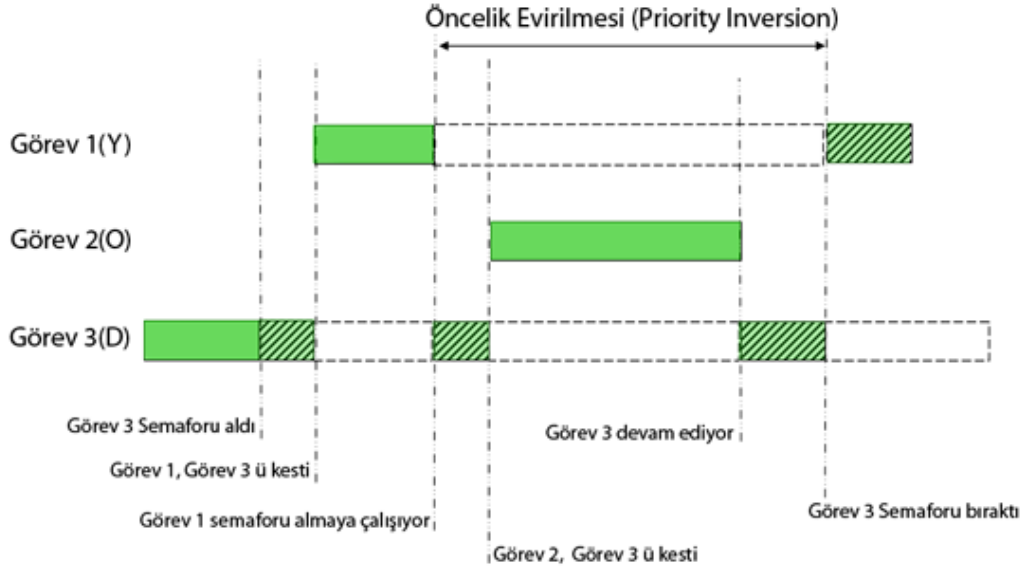 Öncelik Evirilmesi (Priority Inversion)
Görev 1(Y)
Görev 2(O)
Görev 3(D)
Görev 3 Semaforu aldı
Görev 3 devam ediyor
Görev 1, Görev 3 ü kesti
Görev 1 semaforu almaya çalışıyor
Görev 3 Semaforu bıraktı
Görev 2, Görev 3 ü kesti